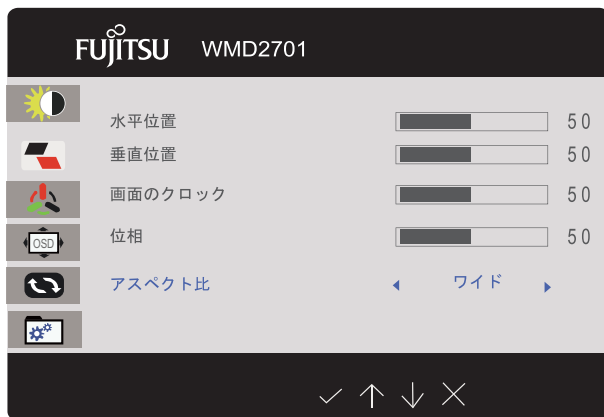 FUJITSU WMD2701
水平位置 50
垂直位置 50
画面のクロック 50
位相 50
OSD
アスペクト比 ワイド